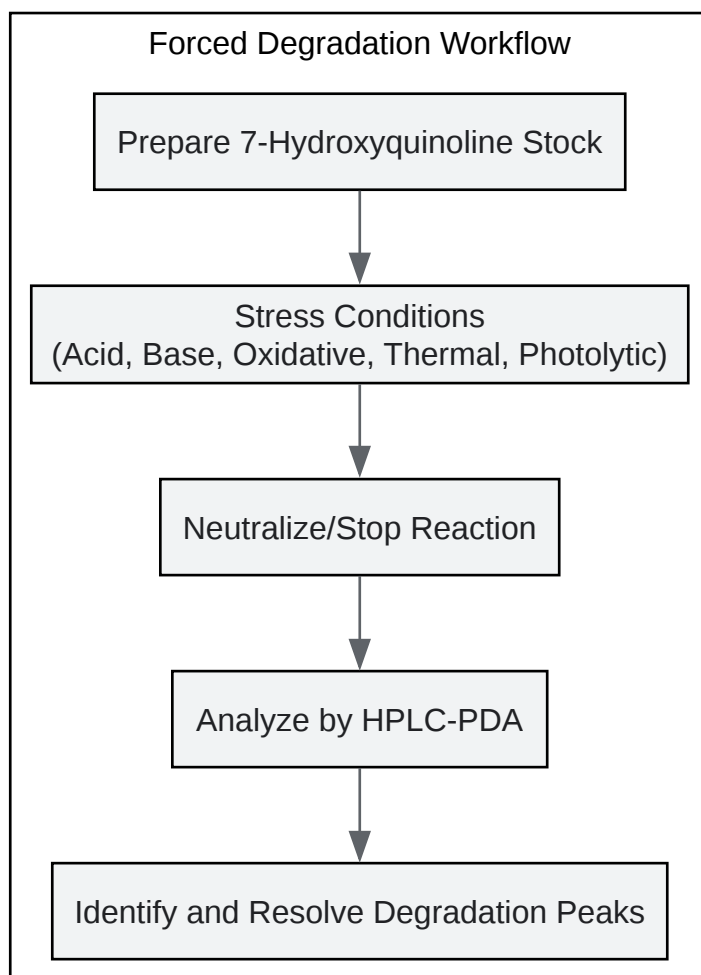 Forced Degradation Workflow
Prepare 7-Hydroxyquinoline Stock
Stress Conditions
(Acid, Base, Oxidative, Thermal, Photolytic)
Neutralize/Stop Reaction
Analyze by HPLC-PDA
Identify and Resolve Degradation Peaks